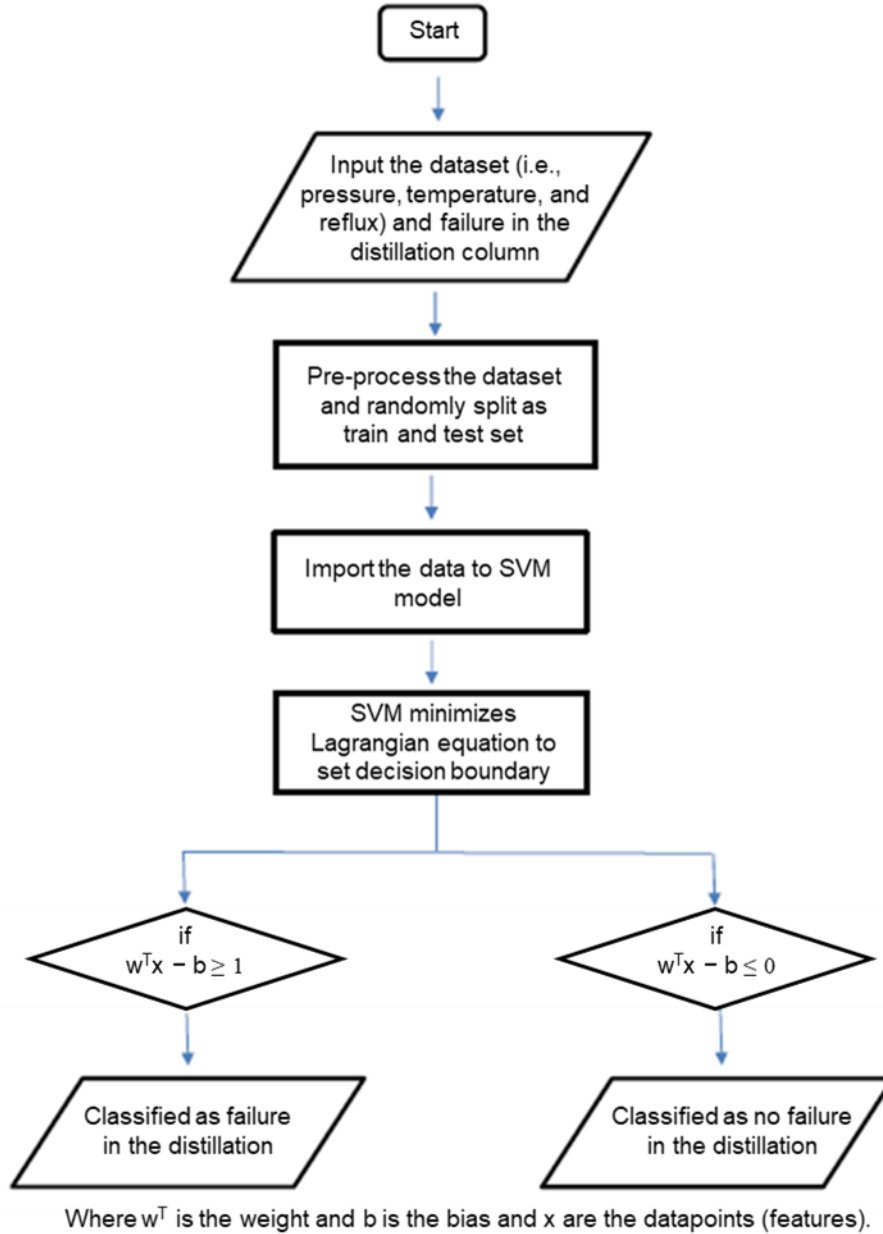 Start
Input the dataset (i.e.,
pressure, temperature, and
reflux) and failure in the
distillation column
Pre-process the dataset
and randomly split as
train and test set
Import the data to SVM
model
SVM minimizes
Lagrangian equation to
set decision boundary
if
wᵀx − b ≥ 1
if
wᵀx − b ≤ 0
Classified as failure
in the distillation
Classified as no failure
in the distillation
Where wᵀ is the weight and b is the bias and x are the datapoints (features).